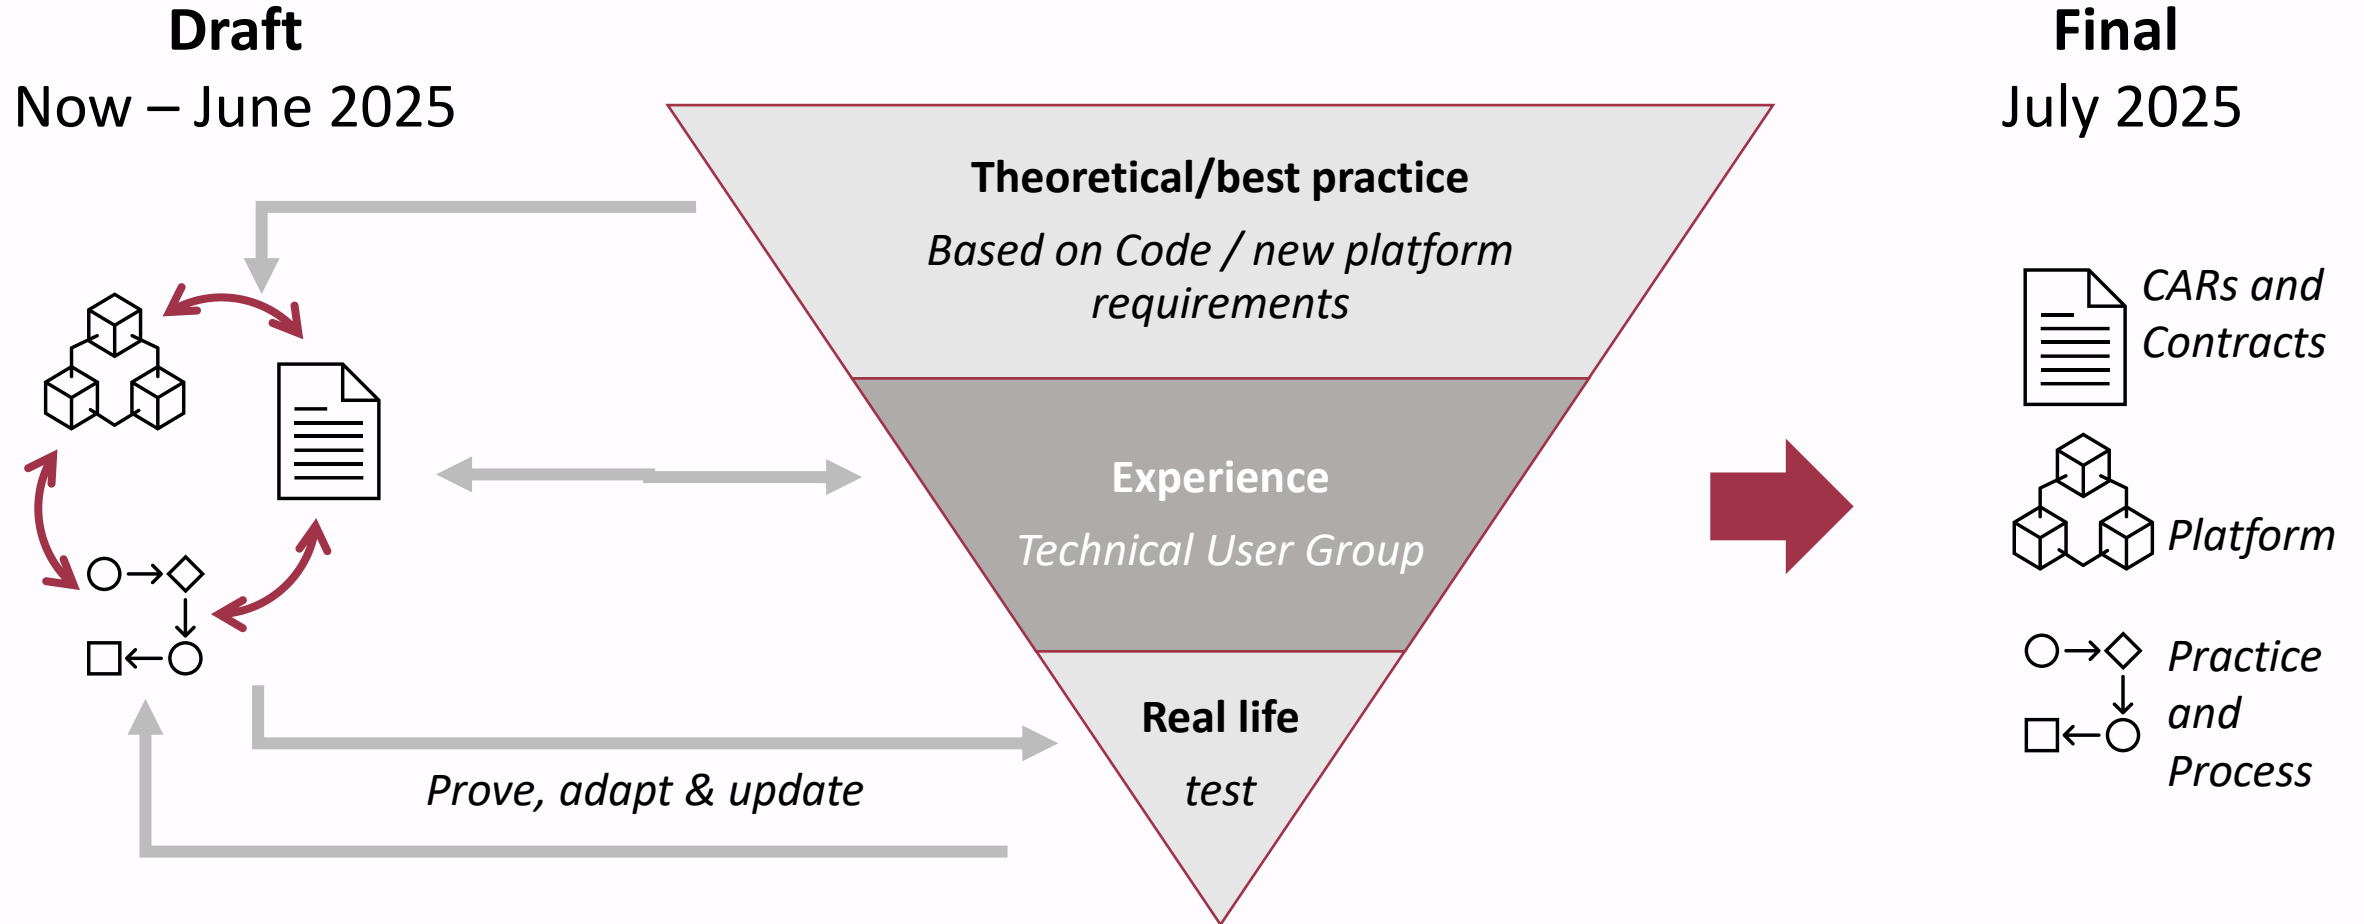 Draft
Now – June 2025
Theoretical/best practice
Based on Code / new platform
requirements
Experience
Technical User Group
Real life
test
Prove, adapt & update
Final
July 2025
CARs and
Contracts
Platform
Practice
and
Process